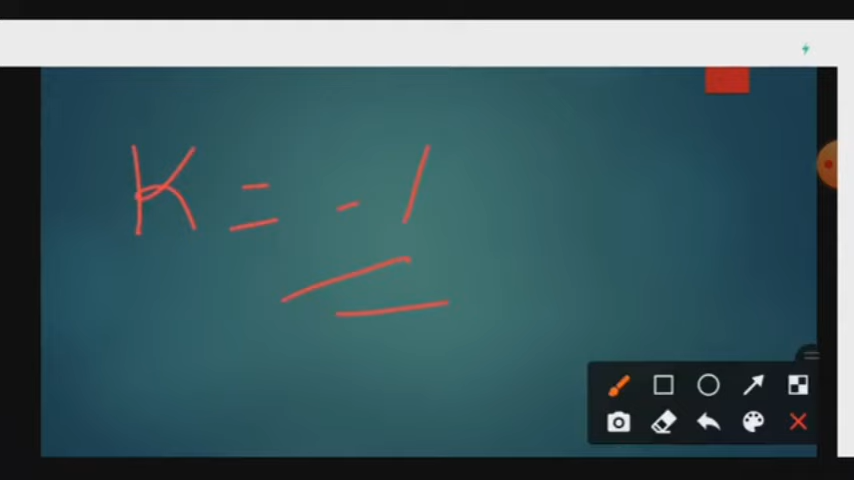 K = - 1